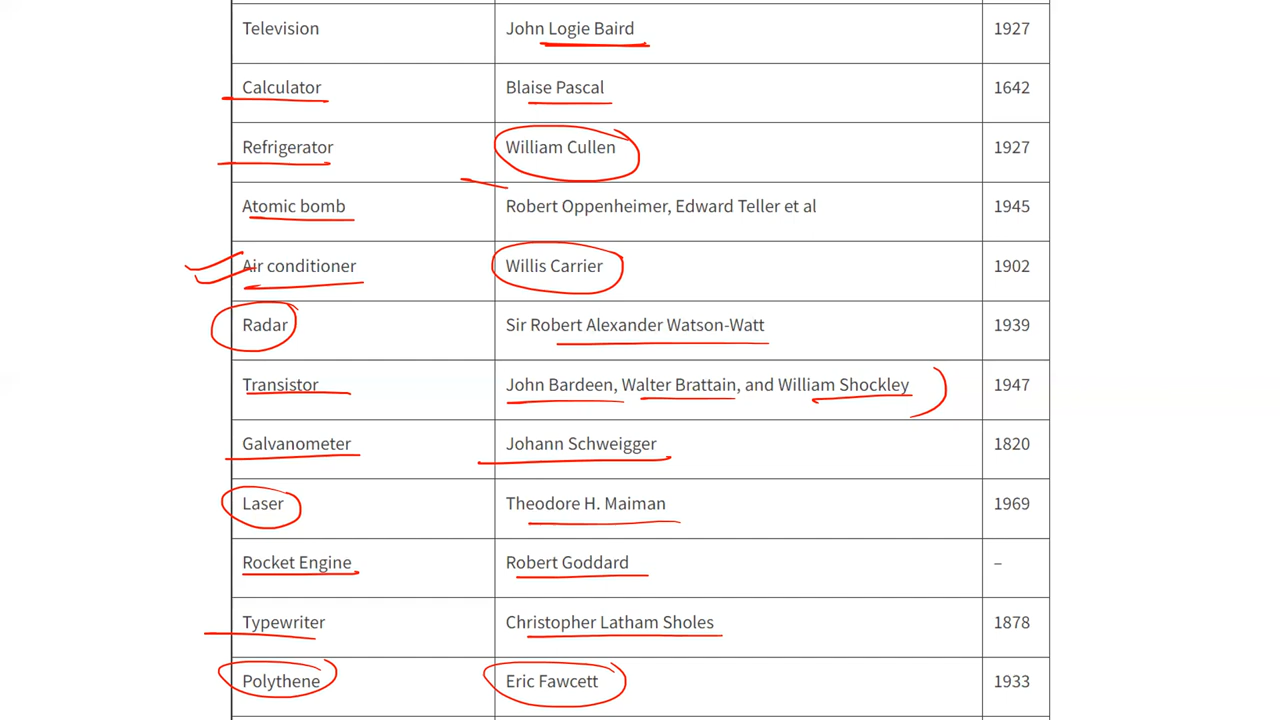 Television John Logie Baird 1927
Calculator Blaise Pascal 1642
Refrigerator William Cullen 1927
Atomic bomb Robert Oppenheimer, Edward Teller et al 1945
Air conditioner Willis Carrier 1902
Radar Sir Robert Alexander Watson-Watt 1939
Transistor John Bardeen, Walter Brattain, and William Shockley 1947
Galvanometer Johann Schweigger 1820
Laser Theodore H. Maiman 1969
Rocket Engine Robert Goddard –
Typewriter Christopher Latham Sholes 1878
Polythene Eric Fawcett 1933